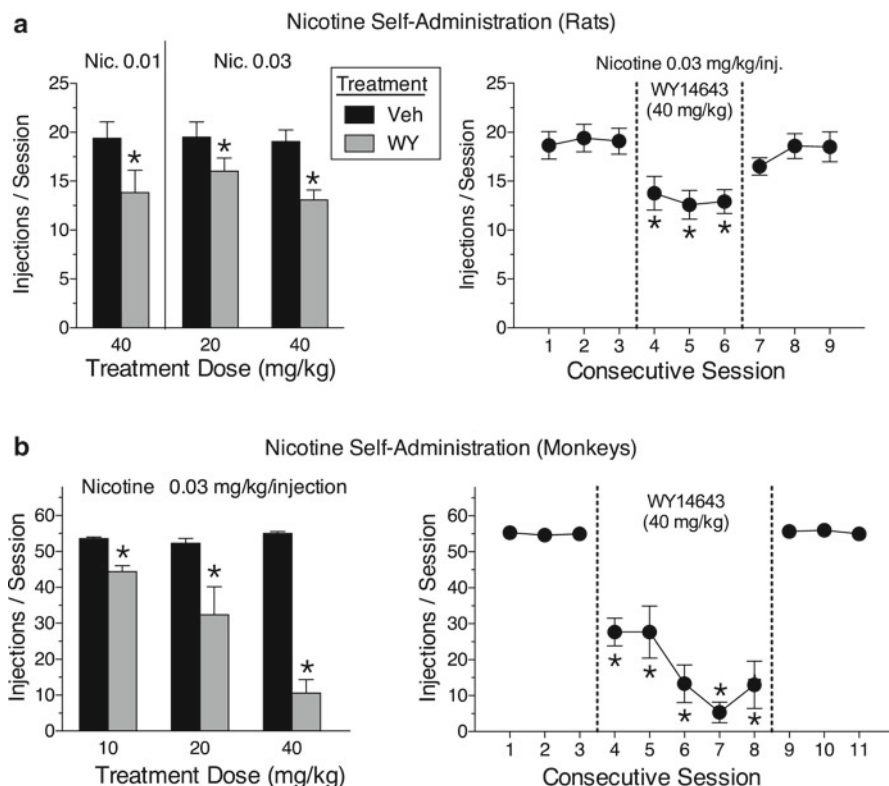 a
Nicotine Self-Administration (Rats)
Nic. 0.01
Nic. 0.03
Treatment
Veh
WY
Injections / Session
25
20
15
10
5
0
*
*
*
40
20
40
Treatment Dose (mg/kg)
Nicotine 0.03 mg/kg/inj.
WY14643
(40 mg/kg)
Injections / Session
25
20
15
10
5
0
* * *
1 2 3 4 5 6 7 8 9
Consecutive Session
b
Nicotine Self-Administration (Monkeys)
Nicotine 0.03 mg/kg/injection
Injections / Session
60
50
40
30
20
10
0
*
*
*
10
20
40
Treatment Dose (mg/kg)
WY14643
(40 mg/kg)
Injections / Session
60
50
40
30
20
10
0
* * * * *
1 2 3 4 5 6 7 8 9 10 11
Consecutive Session